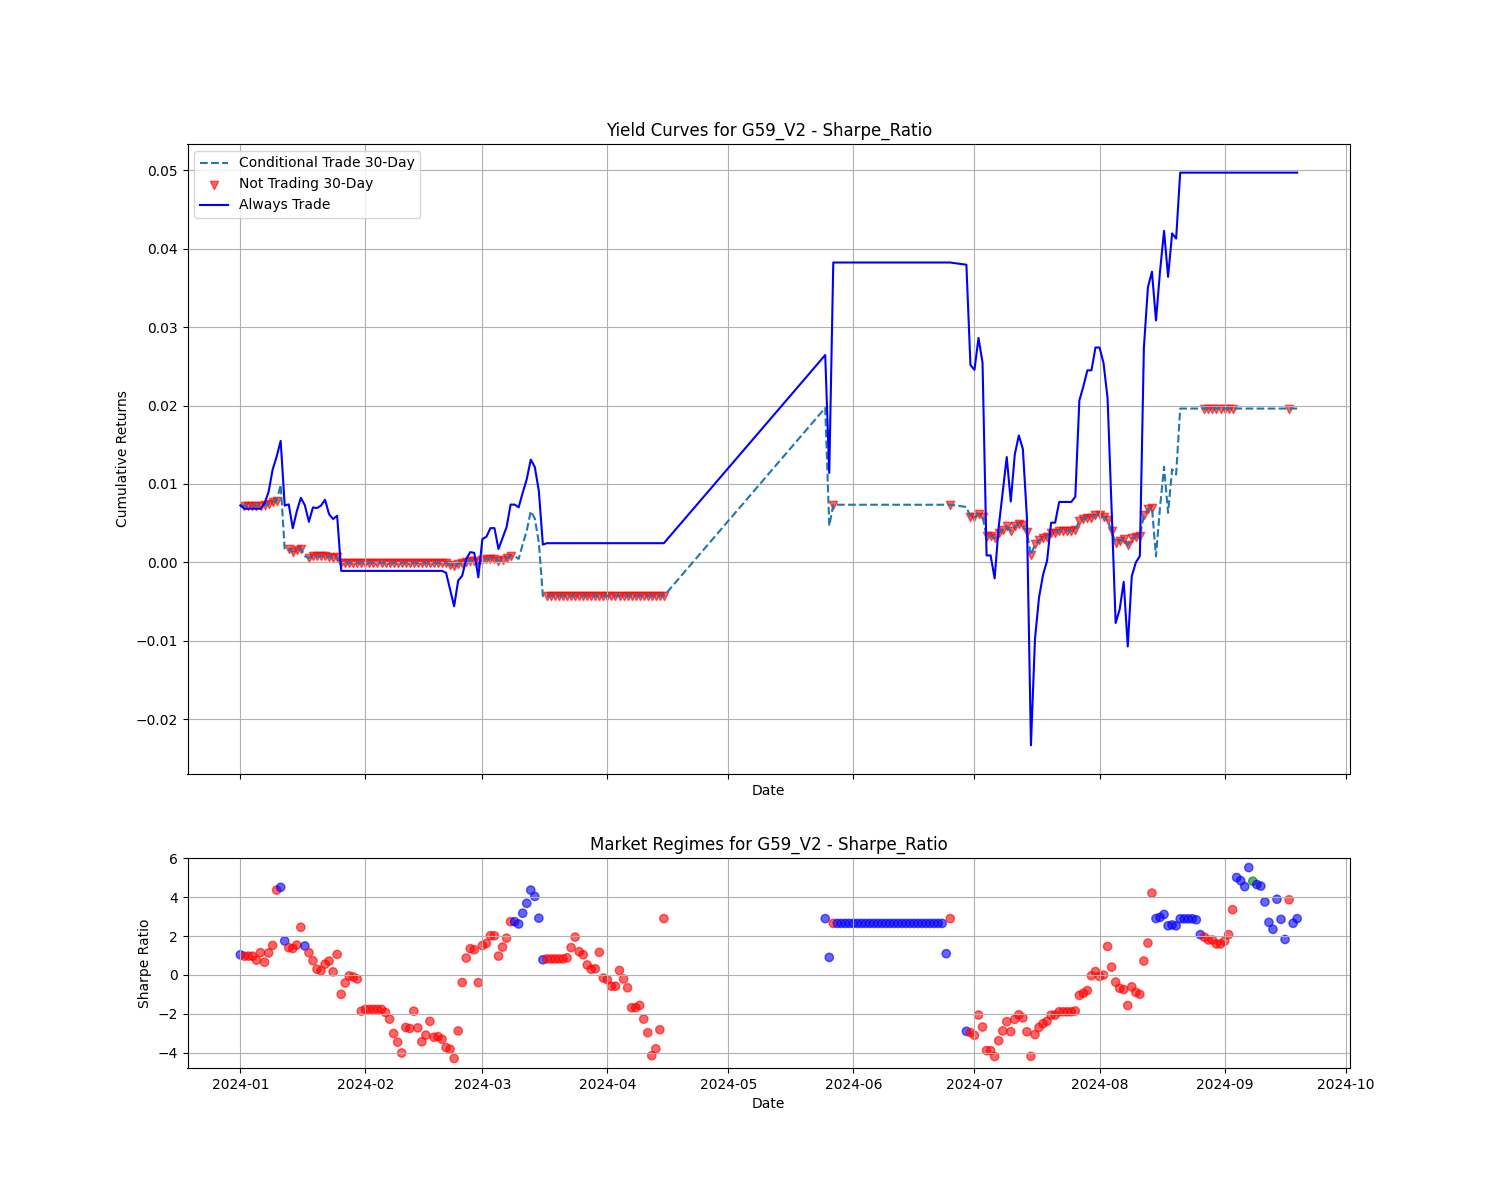 Yield Curves for G59_V2 - Sharpe_Ratio
Conditional Trade 30-Day
Not Trading 30-Day
Always Trade
Cumulative Returns
0.05
0.04
0.03
0.02
0.01
0.00
−0.01
−0.02
Date
Market Regimes for G59_V2 - Sharpe_Ratio
Sharpe Ratio
6
4
2
0
−2
−4
2024-01 2024-02 2024-03 2024-04 2024-05 2024-06 2024-07 2024-08 2024-09 2024-10
Date